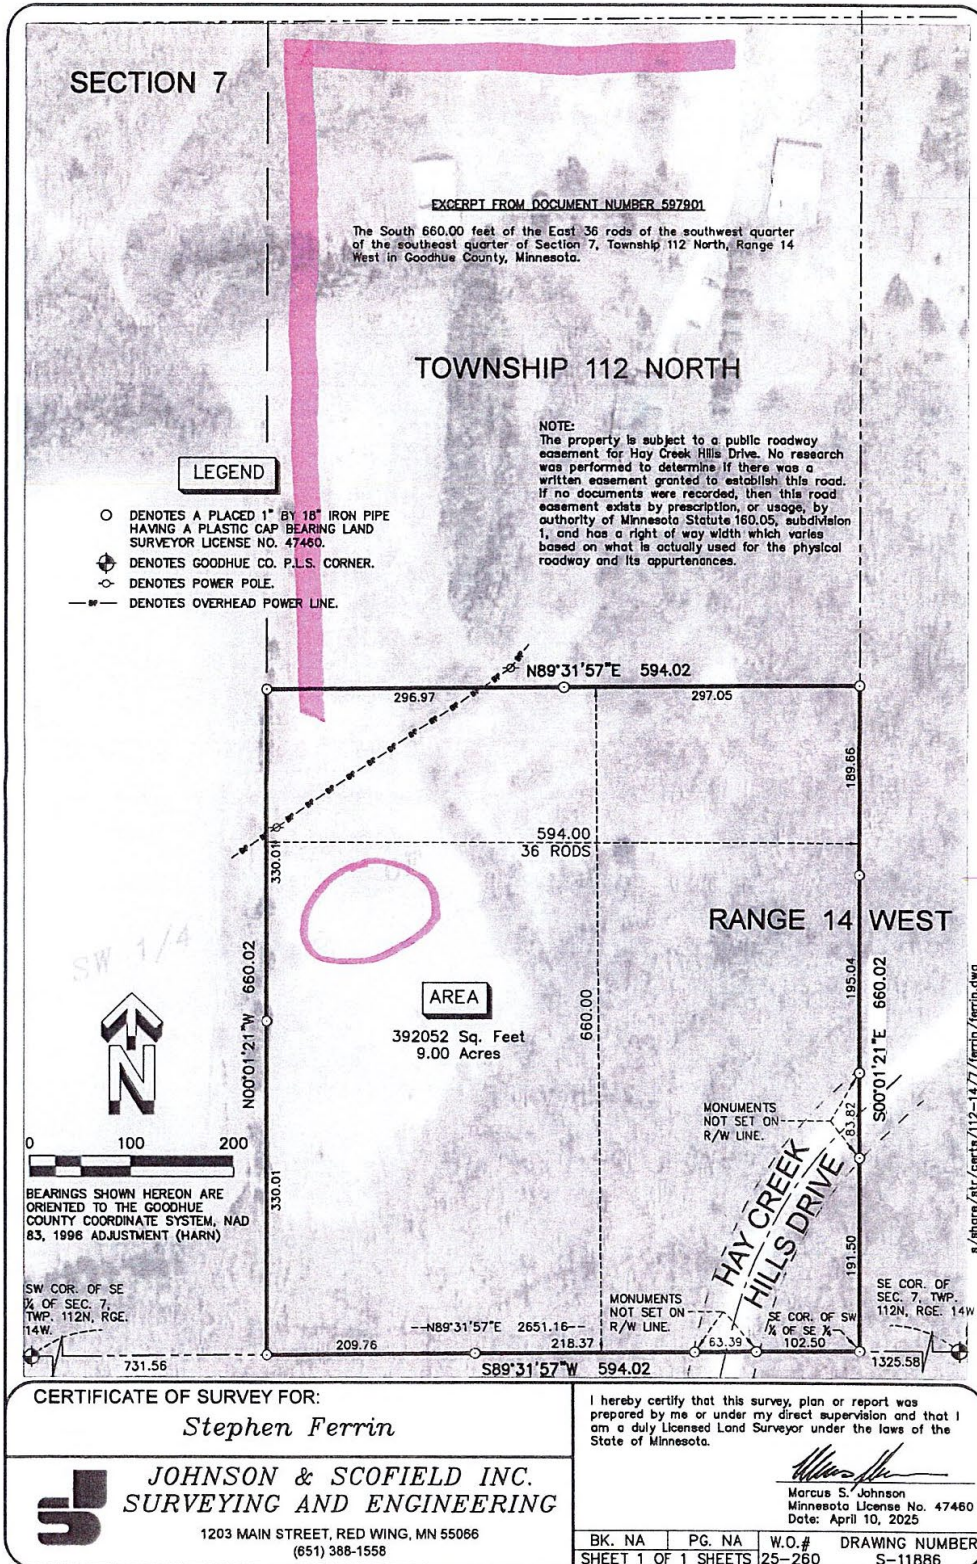 SECTION 7
EXCERPT FROM DOCUMENT NUMBER 597901
The South 660.00 feet of the East 36 rods of the southwest quarter
of the southeast quarter of Section 7, Township 112 North, Range 14
West in Goodhue County, Minnesota.
TOWNSHIP 112 NORTH
NOTE:
The property is subject to a public roadway
easement for Hay Creek Hills Drive. No research
was performed to determine if there was a
written easement granted to establish this road.
If no documents were recorded, then this road
easement exists by prescription, or usage, by
authority of Minnesota Statute 160.05, subdivision
1, and has a right of way width which varies
based on what is actually used for the physical
roadway and its appurtenances.
LEGEND
DENOTES A PLACED 1" BY 18" IRON PIPE
HAVING A PLASTIC CAP BEARING LAND
SURVEYOR LICENSE NO. 47460.
DENOTES GOODHUE CO. P.L.S. CORNER.
DENOTES POWER POLE.
DENOTES OVERHEAD POWER LINE.
N89°31'57"E 594.02
296.97
297.05
189.66
594.00
36 RODS
330.01
SW 1/4
RANGE 14 WEST
N00°01'21"W 660.02
AREA
392052 Sq. Feet
9.00 Acres
660.00
195.04
S00°01'21"E 660.02
N
MONUMENTS
NOT SET ON
R/W LINE.
83.82
HAY CREEK
HILLS DRIVE
0 100 200
330.01
BEARINGS SHOWN HEREON ARE
ORIENTED TO THE GOODHUE
COUNTY COORDINATE SYSTEM, NAD
83, 1996 ADJUSTMENT (HARN)
191.50
SW COR. OF SE
¼ OF SEC. 7,
TWP. 112N, RGE.
14W.
MONUMENTS
NOT SET ON
R/W LINE.
SE COR. OF SW
¼ OF SE ¼
SE COR. OF
SEC. 7, TWP.
112N, RGE. 14W
N89°31'57"E 2651.16
731.56
209.76
218.37
63.39
102.50
1325.58
S89°31'57"W 594.02
s/share/str/certs/112-14/7/ferrin/ferrin.dwg
CERTIFICATE OF SURVEY FOR:
Stephen Ferrin
JOHNSON & SCOFIELD INC.
SURVEYING AND ENGINEERING
1203 MAIN STREET, RED WING, MN 55066
(651) 388-1558
I hereby certify that this survey, plan or report was
prepared by me or under my direct supervision and that I
am a duly Licensed Land Surveyor under the laws of the
State of Minnesota.
Marcus S. Johnson
Minnesota License No. 47460
Date: April 10, 2025
BK. NA PG. NA W.O.# DRAWING NUMBER
SHEET 1 OF 1 SHEETS 25-260 S-11886